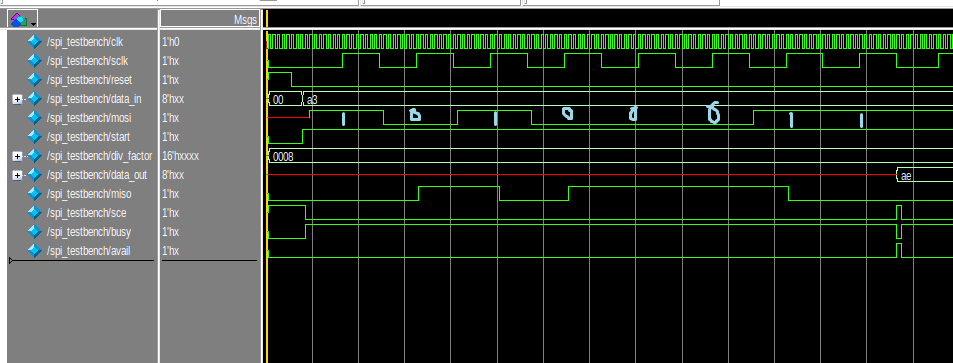 Msgs
/spi_testbench/clk 1'h0
/spi_testbench/sclk 1'hx
/spi_testbench/reset 1'hx
/spi_testbench/data_in 8'hxx 00 a3
/spi_testbench/mosi 1'hx 1 0 1 0 0 0 1 1
/spi_testbench/start 1'hx
/spi_testbench/div_factor 16'hxxxx 0008
/spi_testbench/data_out 8'hxx ae
/spi_testbench/miso 1'hx
/spi_testbench/sce 1'hx
/spi_testbench/busy 1'hx
/spi_testbench/avail 1'hx